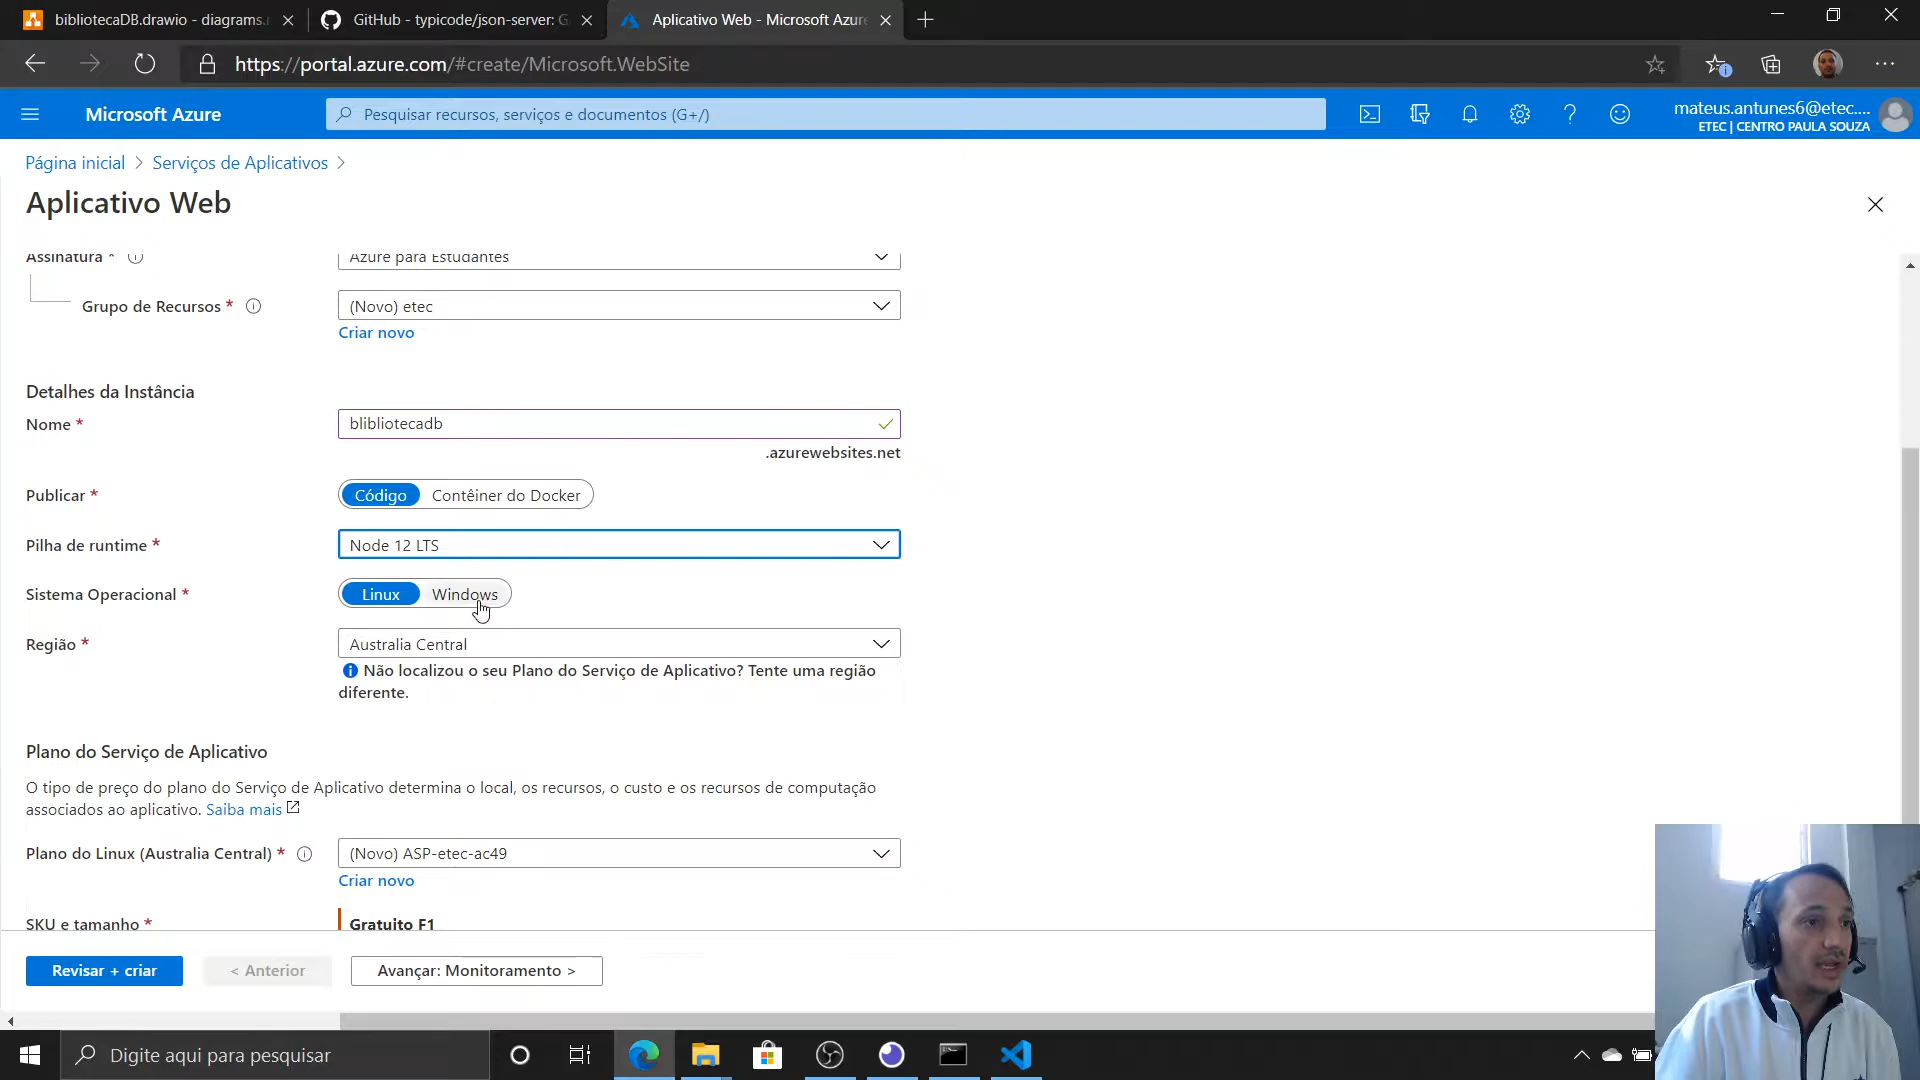 bibliotecaDB.drawio - diagrams.n
GitHub - typicode/json-server: G
Aplicativo Web - Microsoft Azure
https://portal.azure.com/#create/Microsoft.WebSite
Microsoft Azure
Pesquisar recursos, serviços e documentos (G+/)
mateus.antunes6@etec....
ETEC | CENTRO PAULA SOUZA
Página inicial > Serviços de Aplicativos >
Aplicativo Web
Assinatura *
Azure para Estudantes
Grupo de Recursos *
(Novo) etec
Criar novo
Detalhes da Instância
Nome *
blibliotecadb
.azurewebsites.net
Publicar *
Código Contêiner do Docker
Pilha de runtime *
Node 12 LTS
Sistema Operacional *
Linux Windows
Região *
Australia Central
Não localizou o seu Plano do Serviço de Aplicativo? Tente uma região
diferente.
Plano do Serviço de Aplicativo
O tipo de preço do plano do Serviço de Aplicativo determina o local, os recursos, o custo e os recursos de computação
associados ao aplicativo. Saiba mais
Plano do Linux (Australia Central) *
(Novo) ASP-etec-ac49
Criar novo
SKU e tamanho *
Gratuito F1
Revisar + criar
< Anterior
Avançar: Monitoramento >
Digite aqui para pesquisar